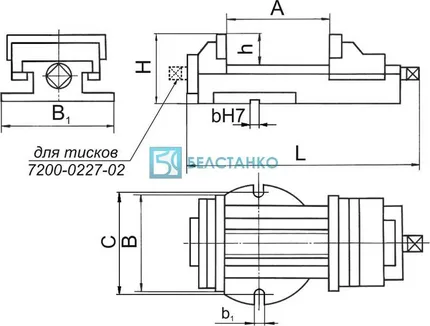 A
H
h
B₁
bH7
для тисков
7200-0227-02
БЕЛСТАНКО
L
C
B
b₁